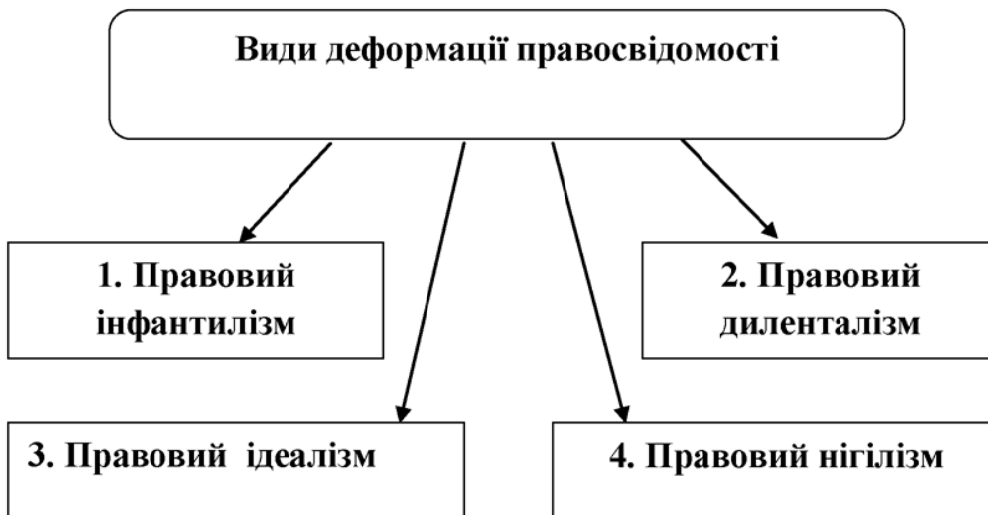 Види деформації правосвідомості
1. Правовий
інфантилізм
2. Правовий
диленталізм
3. Правовий ідеалізм
4. Правовий нігілізм